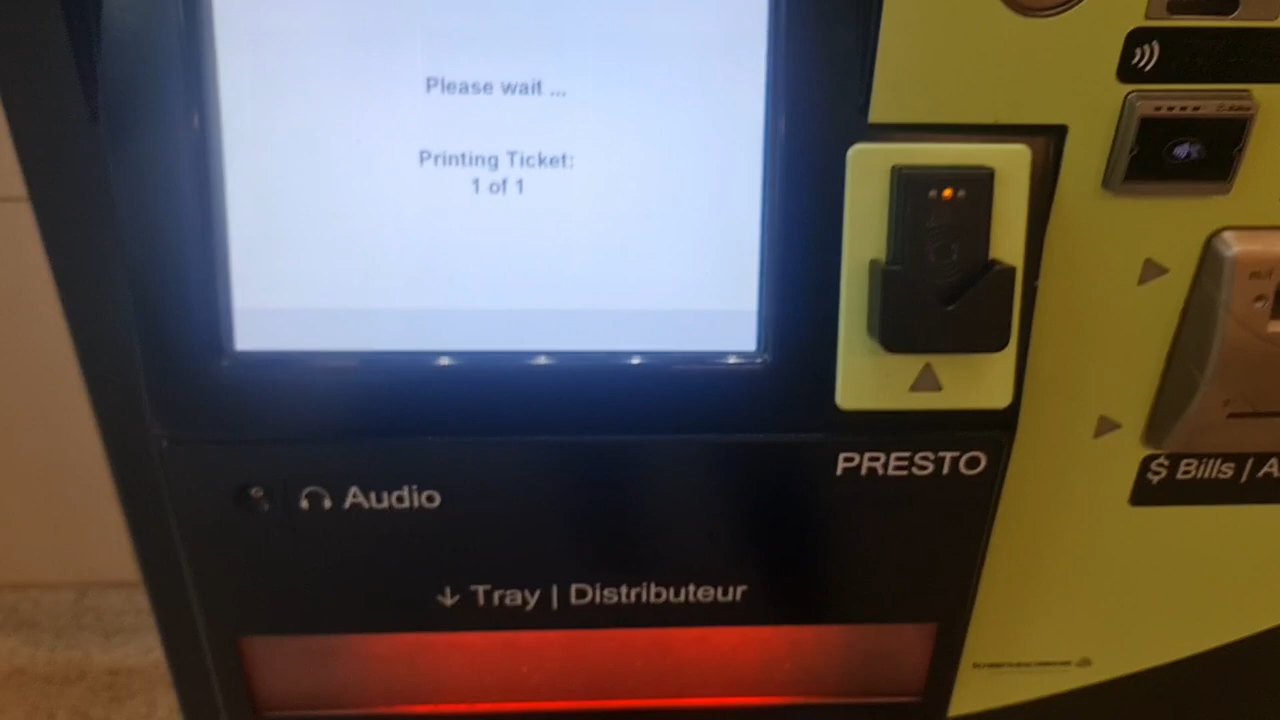 Please wait ...
Printing Ticket:
1 of 1
PRESTO
$ Bills | A
Audio
↓ Tray | Distributeur